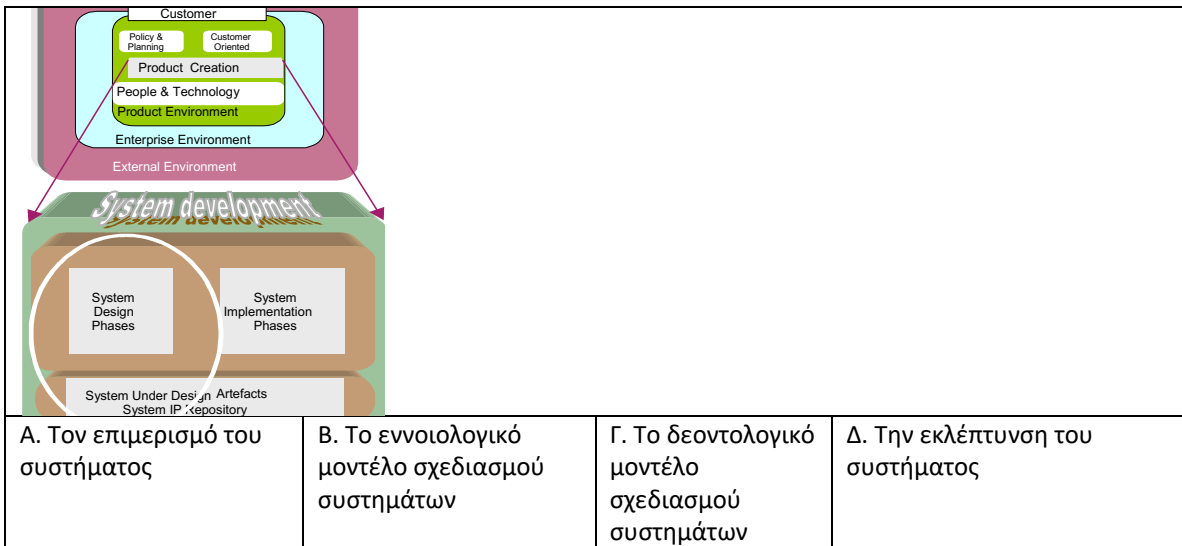 Customer
Policy &
Planning
Customer
Oriented
Product Creation
People & Technology
Product Environment
Enterprise Environment
External Environment
System development
System
Design
Phases
System
Implementation
Phases
System Under Design Artefacts
System IP Repository
Α. Τον επιμερισμό του
συστήματος
Β. Το εννοιολογικό
μοντέλο σχεδιασμού
συστημάτων
Γ. Το δεοντολογικό
μοντέλο
σχεδιασμού
συστημάτων
Δ. Την εκλέπτυνση του
συστήματος